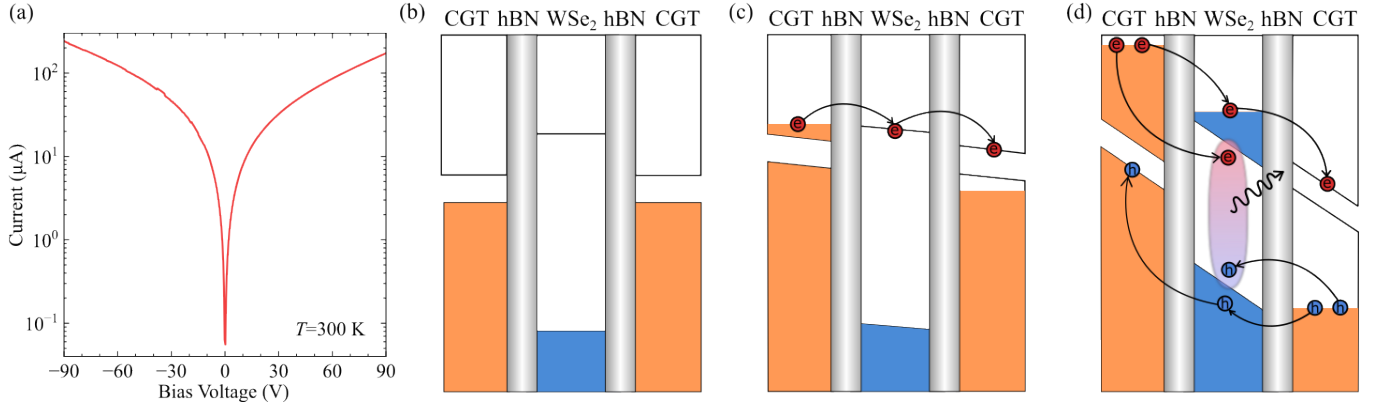 (a)
10²
10¹
10⁰
10⁻¹
Current (μA)
T=300 K
−90 −60 −30 0 30 60 90
Bias Voltage (V)
(b)
CGT hBN WSe₂ hBN CGT
(c)
CGT hBN WSe₂ hBN CGT
e e e
(d)
CGT hBN WSe₂ hBN CGT
e e
e
e
h
e
h
h
h h